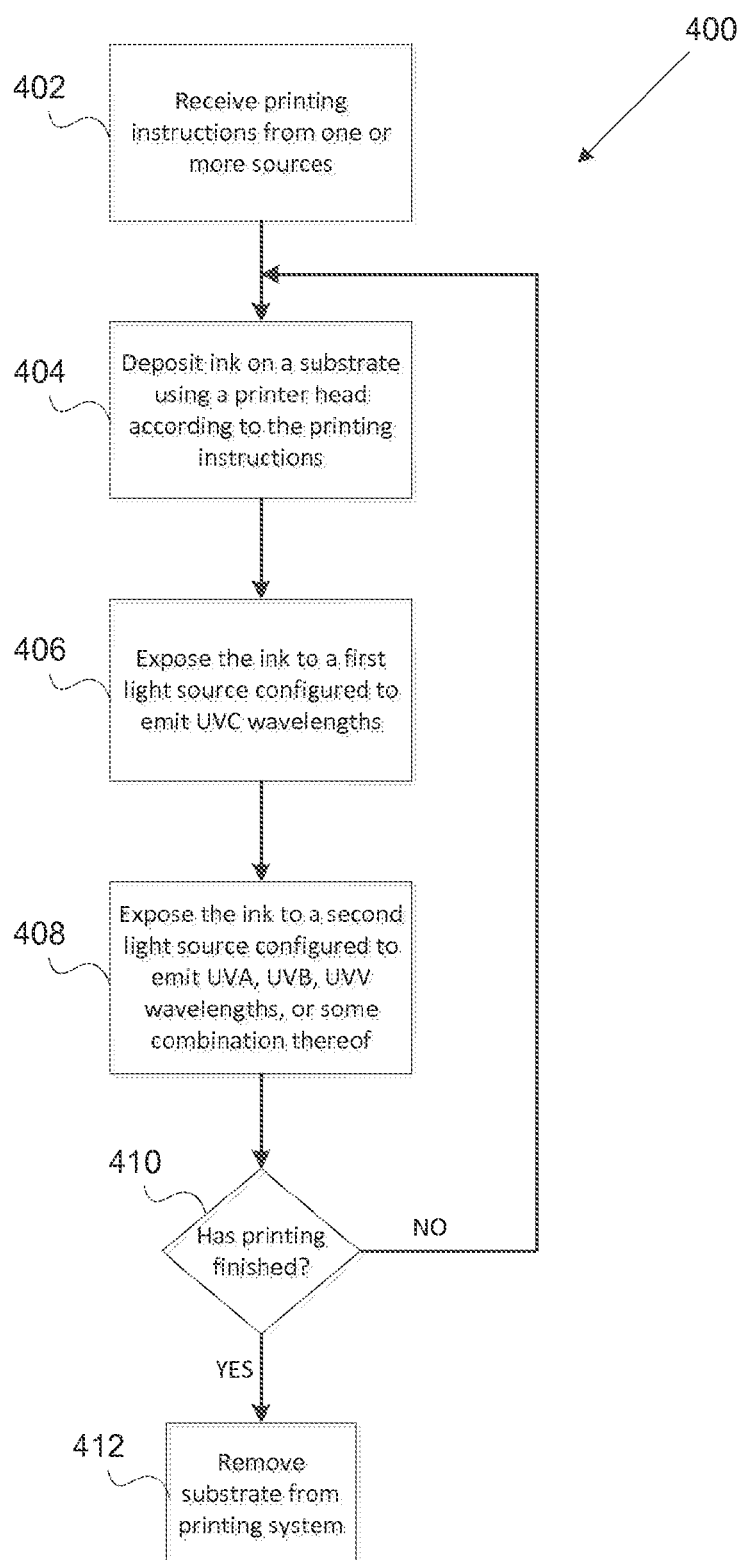 400
402
Receive printing
instructions from one or
more sources
404
Deposit ink on a substrate
using a printer head
according to the printing
instructions
406
Expose the ink to a first
light source configured to
emit UVC wavelengths
408
Expose the ink to a second
light source configured to
emit UVA, UVB, UVV
wavelengths, or some
combination thereof
410
Has printing
finished?
NO
YES
412
Remove
substrate from
printing system